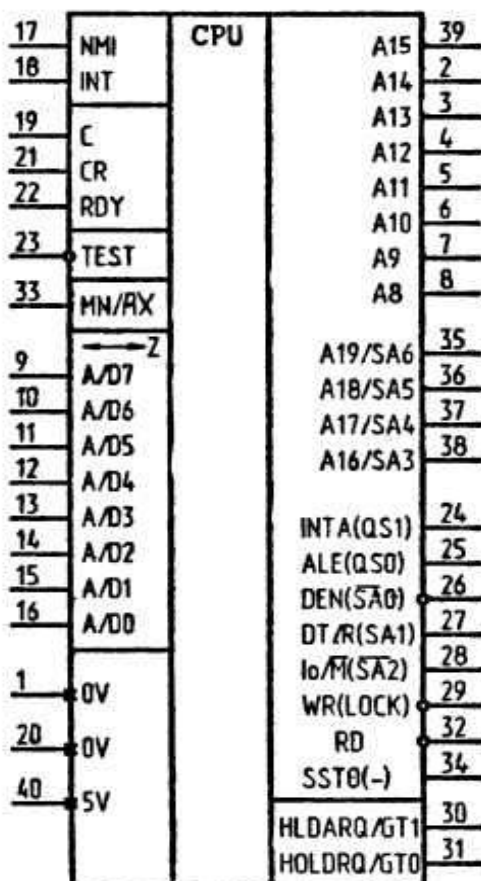 CPU
17 NMI
18 INT
19 C
21 CR
22 RDY
23 TEST
33 MN/MX
Z
9 A/D7
10 A/D6
11 A/D5
12 A/D4
13 A/D3
14 A/D2
15 A/D1
16 A/D0
1 0V
20 0V
40 5V
A15 39
A14 2
A13 3
A12 4
A11 5
A10 6
A9 7
A8 8
A19/SA6 35
A18/SA5 36
A17/SA4 37
A16/SA3 38
INTA(QS1) 24
ALE(QS0) 25
DEN(S̅A̅0̅) 26
DT/R(SA1) 27
Io/M̅(S̅A̅2̅) 28
WR(LOCK) 29
RD 32
SST0(-) 34
HLDARQ/GT1 30
HOLDRQ/GT0 31